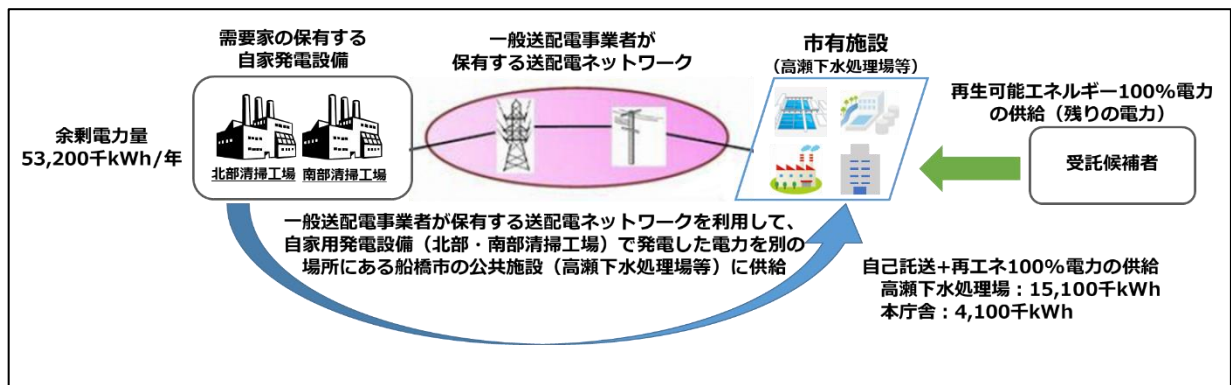 需要家の保有する
自家発電設備
一般送配電事業者が
保有する送配電ネットワーク
市有施設
（高瀬下水処理場等）
再生可能エネルギー100%電力
の供給（残りの電力）
余剰電力量
53,200千kWh/年
北部清掃工場 南部清掃工場
受託候補者
一般送配電事業者が保有する送配電ネットワークを利用して、
自家用発電設備（北部・南部清掃工場）で発電した電力を別の
場所にある船橋市の公共施設（高瀬下水処理場等）に供給
自己託送+再エネ100%電力の供給
高瀬下水処理場：15,100千kWh
本庁舎：4,100千kWh